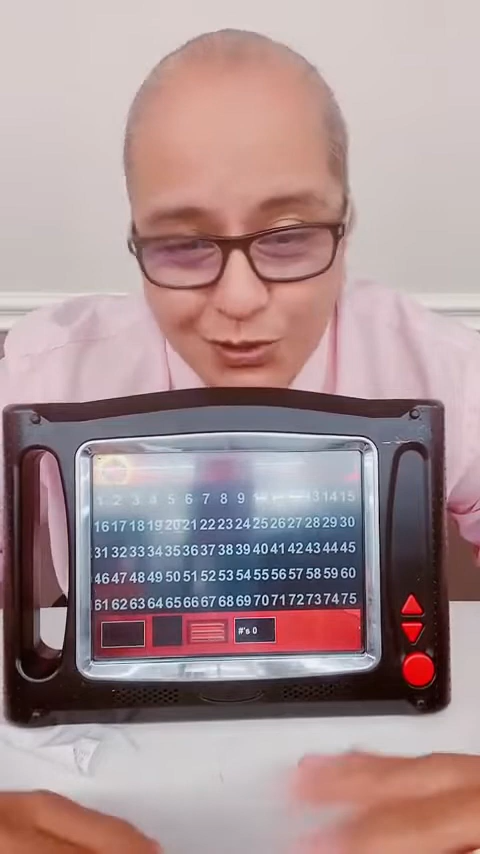 1 2 3 4 5 6 7 8 9 13 14 15
16 17 18 19 20 21 22 23 24 25 26 27 28 29 30
31 32 33 34 35 36 37 38 39 40 41 42 43 44 45
46 47 48 49 50 51 52 53 54 55 56 57 58 59 60
61 62 63 64 65 66 67 68 69 70 71 72 73 74 75
#'s 0